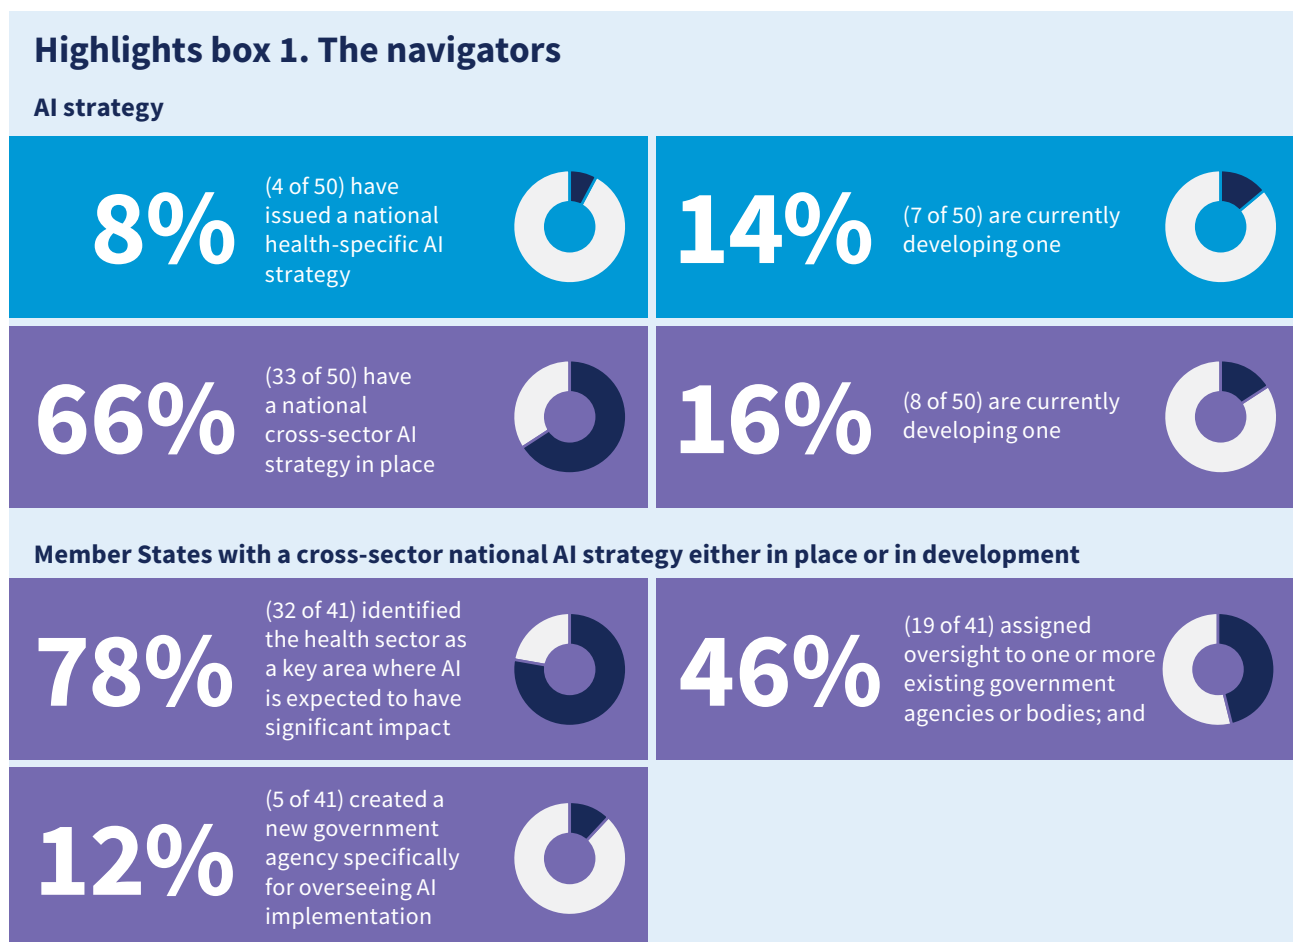 Highlights box 1. The navigators
AI strategy
8%
(4 of 50) have
issued a national
health-specific AI
strategy
14%
(7 of 50) are currently
developing one
66%
(33 of 50) have
a national
cross-sector AI
strategy in place
16%
(8 of 50) are currently
developing one
Member States with a cross-sector national AI strategy either in place or in development
78%
(32 of 41) identified
the health sector as
a key area where AI
is expected to have
significant impact
46%
(19 of 41) assigned
oversight to one or more
existing government
agencies or bodies; and
12%
(5 of 41) created a
new government
agency specifically
for overseeing AI
implementation